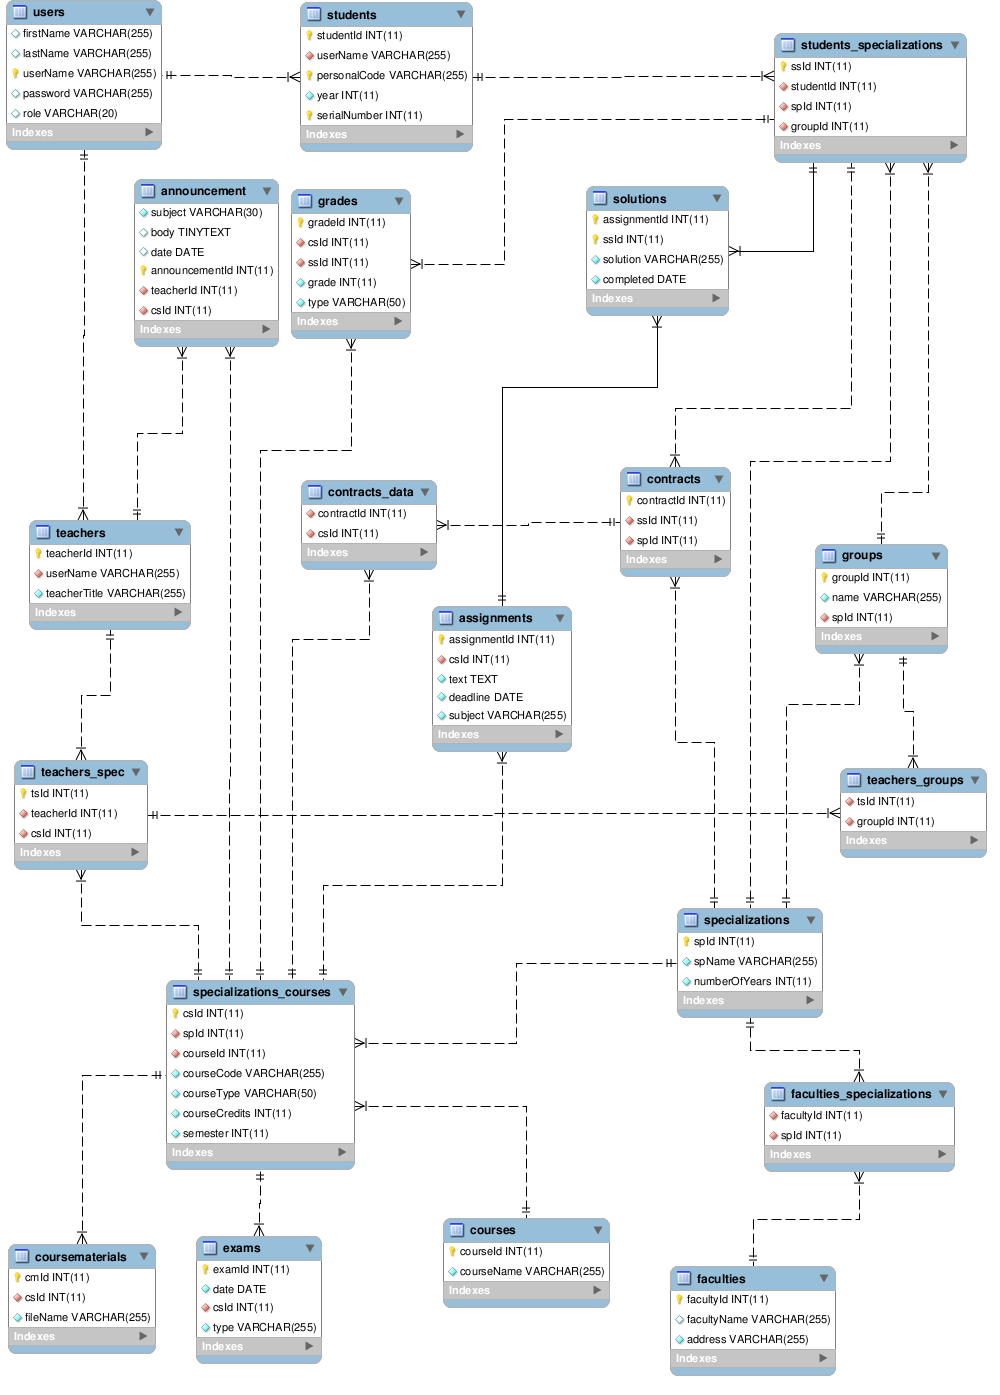 users
firstName VARCHAR(255)
lastName VARCHAR(255)
userName VARCHAR(255)
password VARCHAR(255)
role VARCHAR(20)
Indexes
students
studentId INT(11)
userName VARCHAR(255)
personalCode VARCHAR(255)
year INT(11)
serialNumber INT(11)
Indexes
students_specializations
ssId INT(11)
studentId INT(11)
spId INT(11)
groupId INT(11)
Indexes
announcement
subject VARCHAR(30)
body TINYTEXT
date DATE
announcementId INT(11)
teacherId INT(11)
csId INT(11)
Indexes
grades
gradeId INT(11)
csId INT(11)
ssId INT(11)
grade INT(11)
type VARCHAR(50)
Indexes
solutions
assignmentId INT(11)
ssId INT(11)
solution VARCHAR(255)
completed DATE
Indexes
contracts_data
contractId INT(11)
csId INT(11)
Indexes
contracts
contractId INT(11)
ssId INT(11)
spId INT(11)
Indexes
teachers
teacherId INT(11)
userName VARCHAR(255)
teacherTitle VARCHAR(255)
Indexes
groups
groupId INT(11)
name VARCHAR(255)
spId INT(11)
Indexes
assignments
assignmentId INT(11)
csId INT(11)
text TEXT
deadline DATE
subject VARCHAR(255)
Indexes
teachers_spec
tsId INT(11)
teacherId INT(11)
csId INT(11)
Indexes
teachers_groups
tsId INT(11)
groupId INT(11)
Indexes
specializations
spId INT(11)
spName VARCHAR(255)
numberOfYears INT(11)
Indexes
specializations_courses
csId INT(11)
spId INT(11)
courseId INT(11)
courseCode VARCHAR(255)
courseType VARCHAR(50)
courseCredits INT(11)
semester INT(11)
Indexes
faculties_specializations
facultyId INT(11)
spId INT(11)
Indexes
coursematerials
cmId INT(11)
csId INT(11)
fileName VARCHAR(255)
Indexes
exams
examId INT(11)
date DATE
csId INT(11)
type VARCHAR(255)
Indexes
courses
courseId INT(11)
courseName VARCHAR(255)
Indexes
faculties
facultyId INT(11)
facultyName VARCHAR(255)
address VARCHAR(255)
Indexes